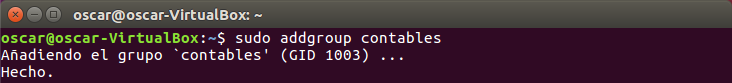 oscar@oscar-VirtualBox: ~
oscar@oscar-VirtualBox:~$ sudo addgroup contables
Añadiendo el grupo `contables' (GID 1003) ...
Hecho.